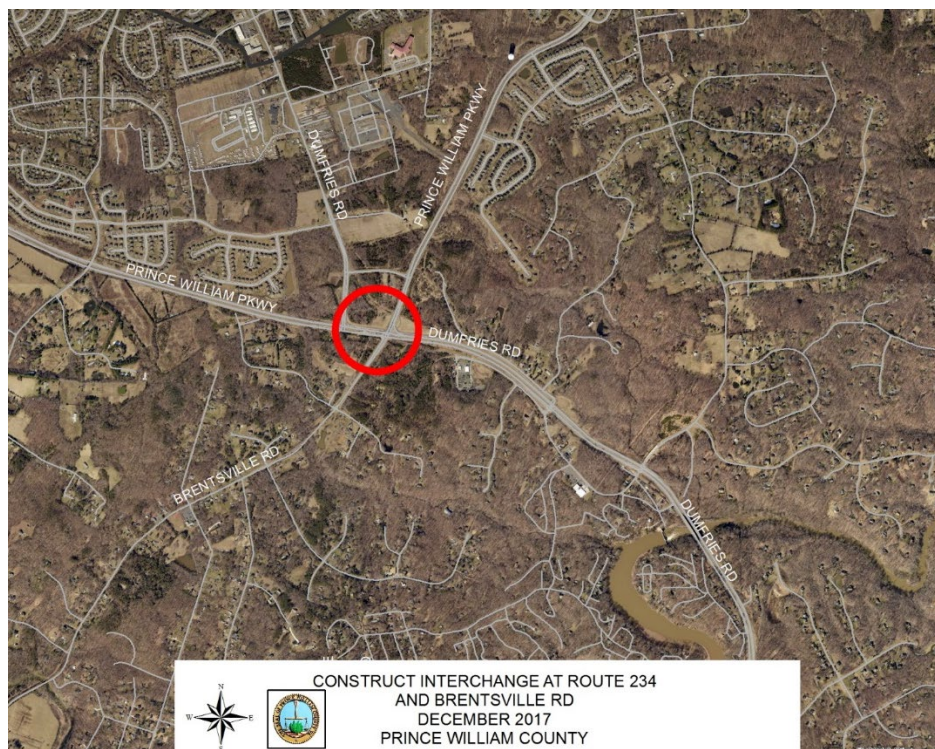 DUMFRIES RD
PRINCE WILLIAM PKWY
PRINCE WILLIAM PKWY
DUMFRIES RD
BRENTSVILLE RD
DUMFRIES RD
CONSTRUCT INTERCHANGE AT ROUTE 234
AND BRENTSVILLE RD
DECEMBER 2017
PRINCE WILLIAM COUNTY
N
W E
S